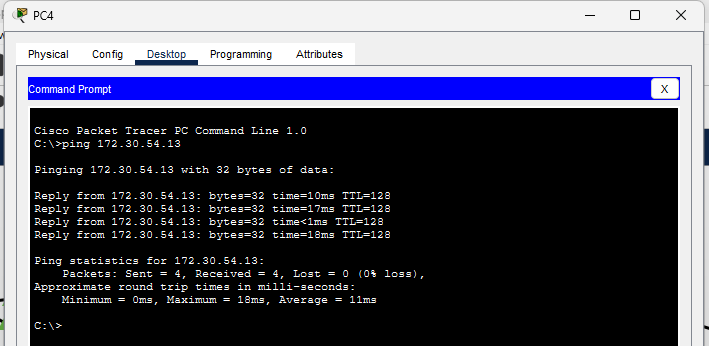 PC4
Physical Config Desktop Programming Attributes
Command Prompt X
Cisco Packet Tracer PC Command Line 1.0
C:\>ping 172.30.54.13
Pinging 172.30.54.13 with 32 bytes of data:
Reply from 172.30.54.13: bytes=32 time=10ms TTL=128
Reply from 172.30.54.13: bytes=32 time=17ms TTL=128
Reply from 172.30.54.13: bytes=32 time<1ms TTL=128
Reply from 172.30.54.13: bytes=32 time=18ms TTL=128
Ping statistics for 172.30.54.13:
Packets: Sent = 4, Received = 4, Lost = 0 (0% loss),
Approximate round trip times in milli-seconds:
Minimum = 0ms, Maximum = 18ms, Average = 11ms
C:\>